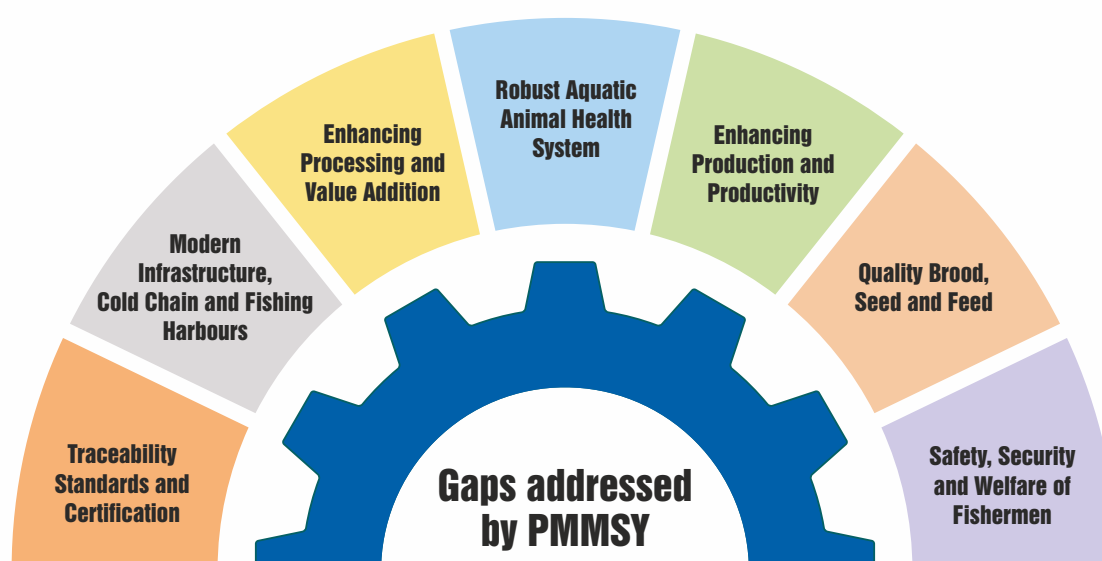 Traceability
Standards and
Certification
Modern
Infrastructure,
Cold Chain and Fishing
Harbours
Enhancing
Processing and
Value Addition
Robust Aquatic
Animal Health
System
Enhancing
Production and
Productivity
Quality Brood,
Seed and Feed
Safety, Security
and Welfare of
Fishermen
Gaps addressed
by PMMSY